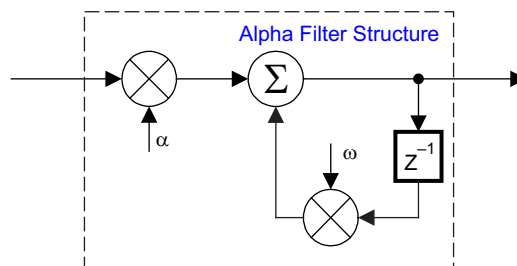 Alpha Filter Structure
Σ
α
ω
Z⁻¹